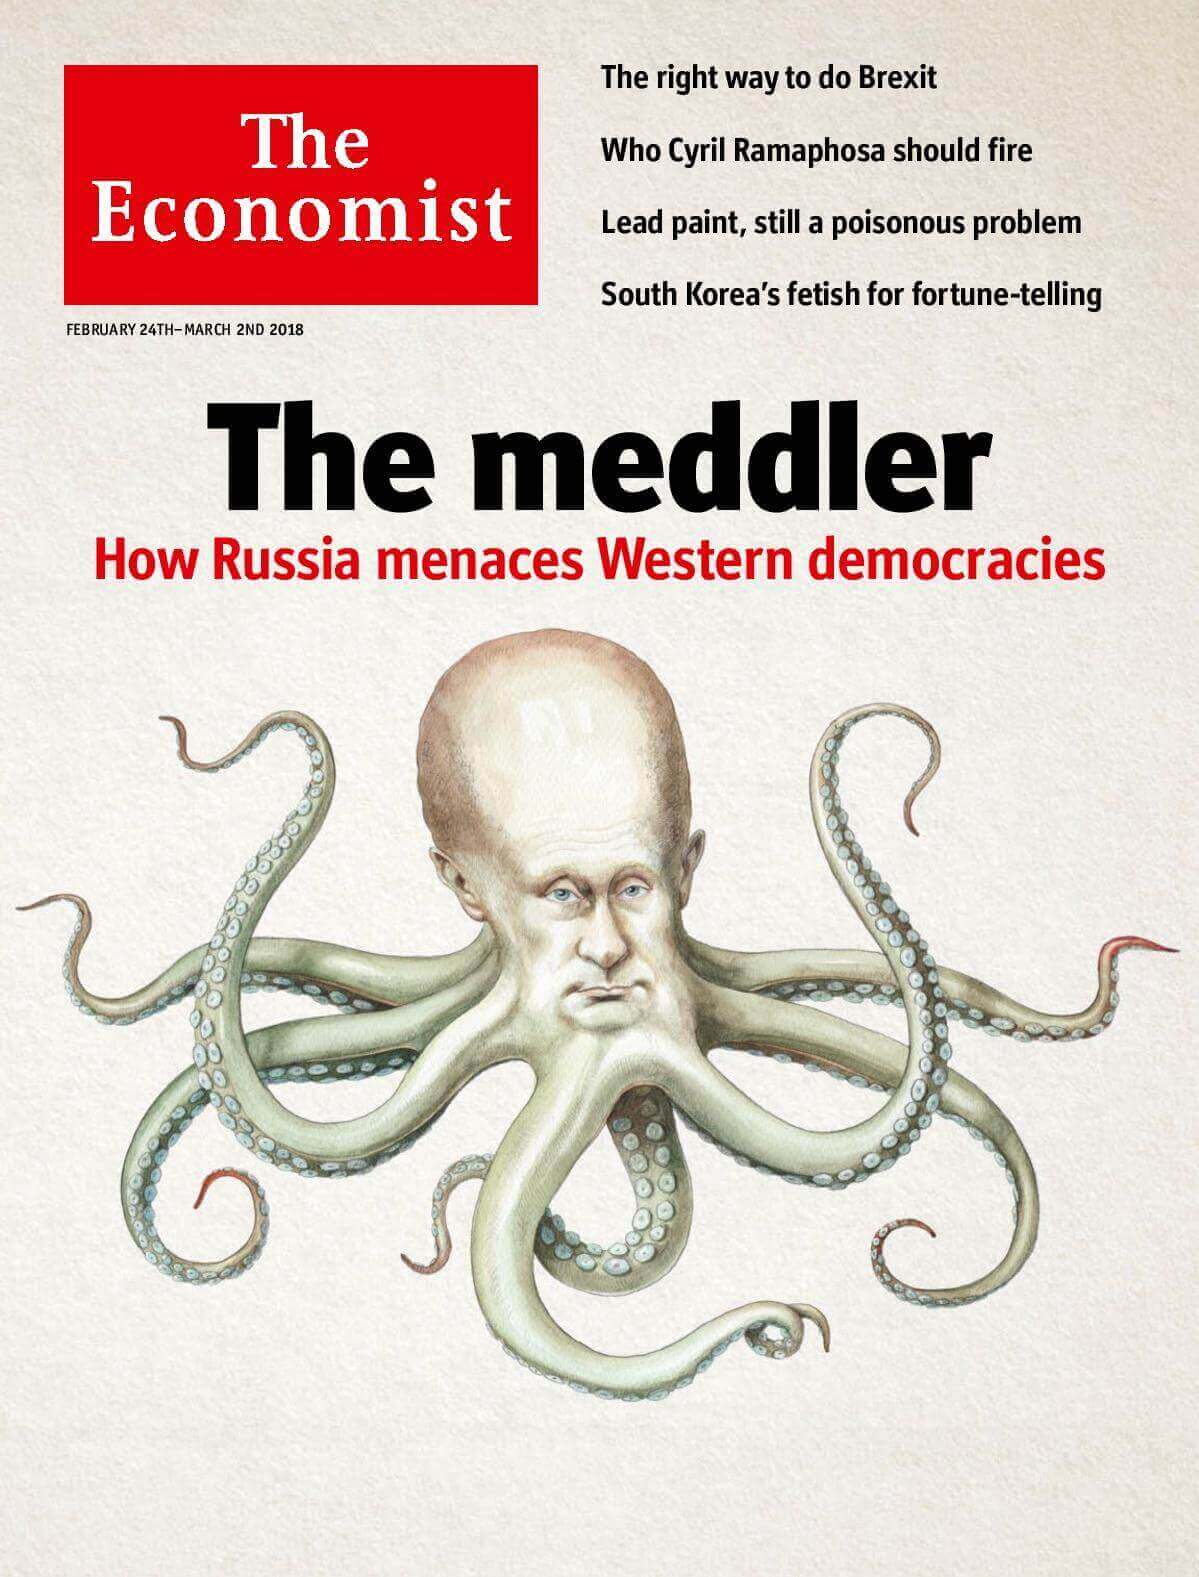 The
Economist
FEBRUARY 24TH–MARCH 2ND 2018
The right way to do Brexit
Who Cyril Ramaphosa should fire
Lead paint, still a poisonous problem
South Korea's fetish for fortune-telling
The meddler
How Russia menaces Western democracies